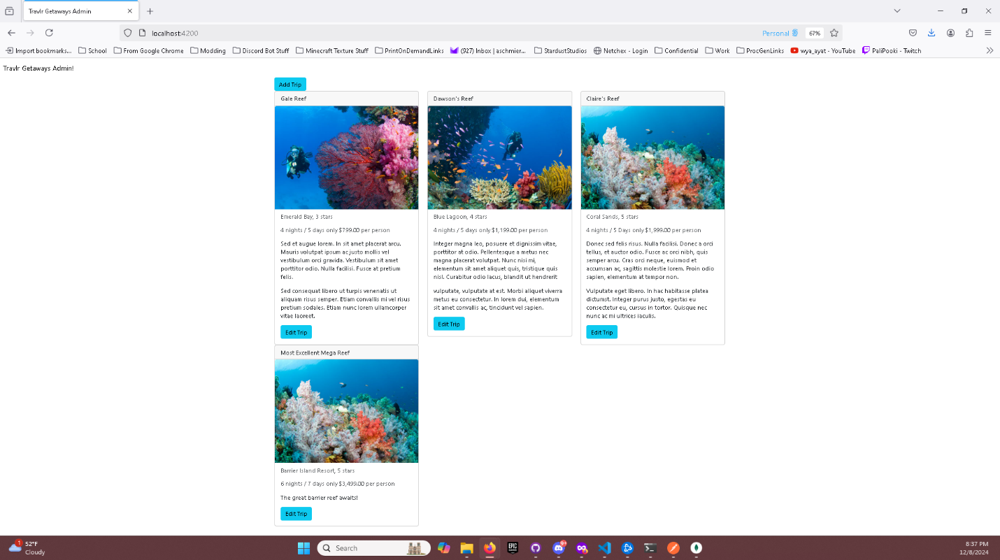 Travlr Getaways Admin
localhost:4200
Personal
67%
Import bookmarks...
School
From Google Chrome
Modding
Discord Bot Stuff
Minecraft Texture Stuff
PrintOnDemandLinks
(927) Inbox | aschmier...
StardustStudios
Netchex - Login
Confidential
Work
ProcGenLinks
wya_ayat - YouTube
PaliPooki - Twitch
Travlr Getaways Admin!
Add Trip
Gale Reef
Emerald Bay, 3 stars
4 nights / 5 days only $799.00 per person
Sed et augue lorem. In sit amet placerat arcu.
Mauris volutpat ipsum ac justo mollis vel
vestibulum orci gravida. Vestibulum sit amet
porttitor odio. Nulla facilisi. Fusce at pretium
felis.
Sed consequat libero ut turpis venenatis ut
aliquam risus semper. Etiam convallis mi vel risus
pretium sodales. Etiam nunc lorem ullamcorper
vitae laoreet.
Edit Trip
Dawson's Reef
Blue Lagoon, 4 stars
4 nights / 5 days only $1,199.00 per person
Integer magna leo, posuere et dignissim vitae,
porttitor at odio. Pellentesque a metus nec
magna placerat volutpat. Nunc nisi mi,
elementum sit amet aliquet quis, tristique quis
nisl. Curabitur odio lacus, blandit ut hendrerit
vulputate, vulputate at est. Morbi aliquet viverra
metus eu consectetur. In lorem dui, elementum
sit amet convallis ac, tincidunt vel sapien.
Edit Trip
Claire's Reef
Coral Sands, 5 stars
4 nights / 5 Days only $1,999.00 per person
Donec sed felis risus. Nulla facilisi. Donec a orci
tellus, et auctor odio. Fusce ac orci nibh, quis
semper arcu. Cras orci neque, euismod et
accumsan ac, sagittis molestie lorem. Proin odio
sapien, elementum at tempor non.
Vulputate eget libero. In hac habitasse platea
dictumst. Integer purus justo, egestas eu
consectetur eu, cursus in tortor. Quisque nec
nunc ac mi ultrices iaculis.
Edit Trip
Most Excellent Mega Reef
Barrier Island Resort, 5 stars
6 nights / 7 days only $3,499.00 per person
The great barrier reef awaits!
Edit Trip
1
52°F
Cloudy
Search
EPIC GAMES
9+
8:37 PM
12/8/2024